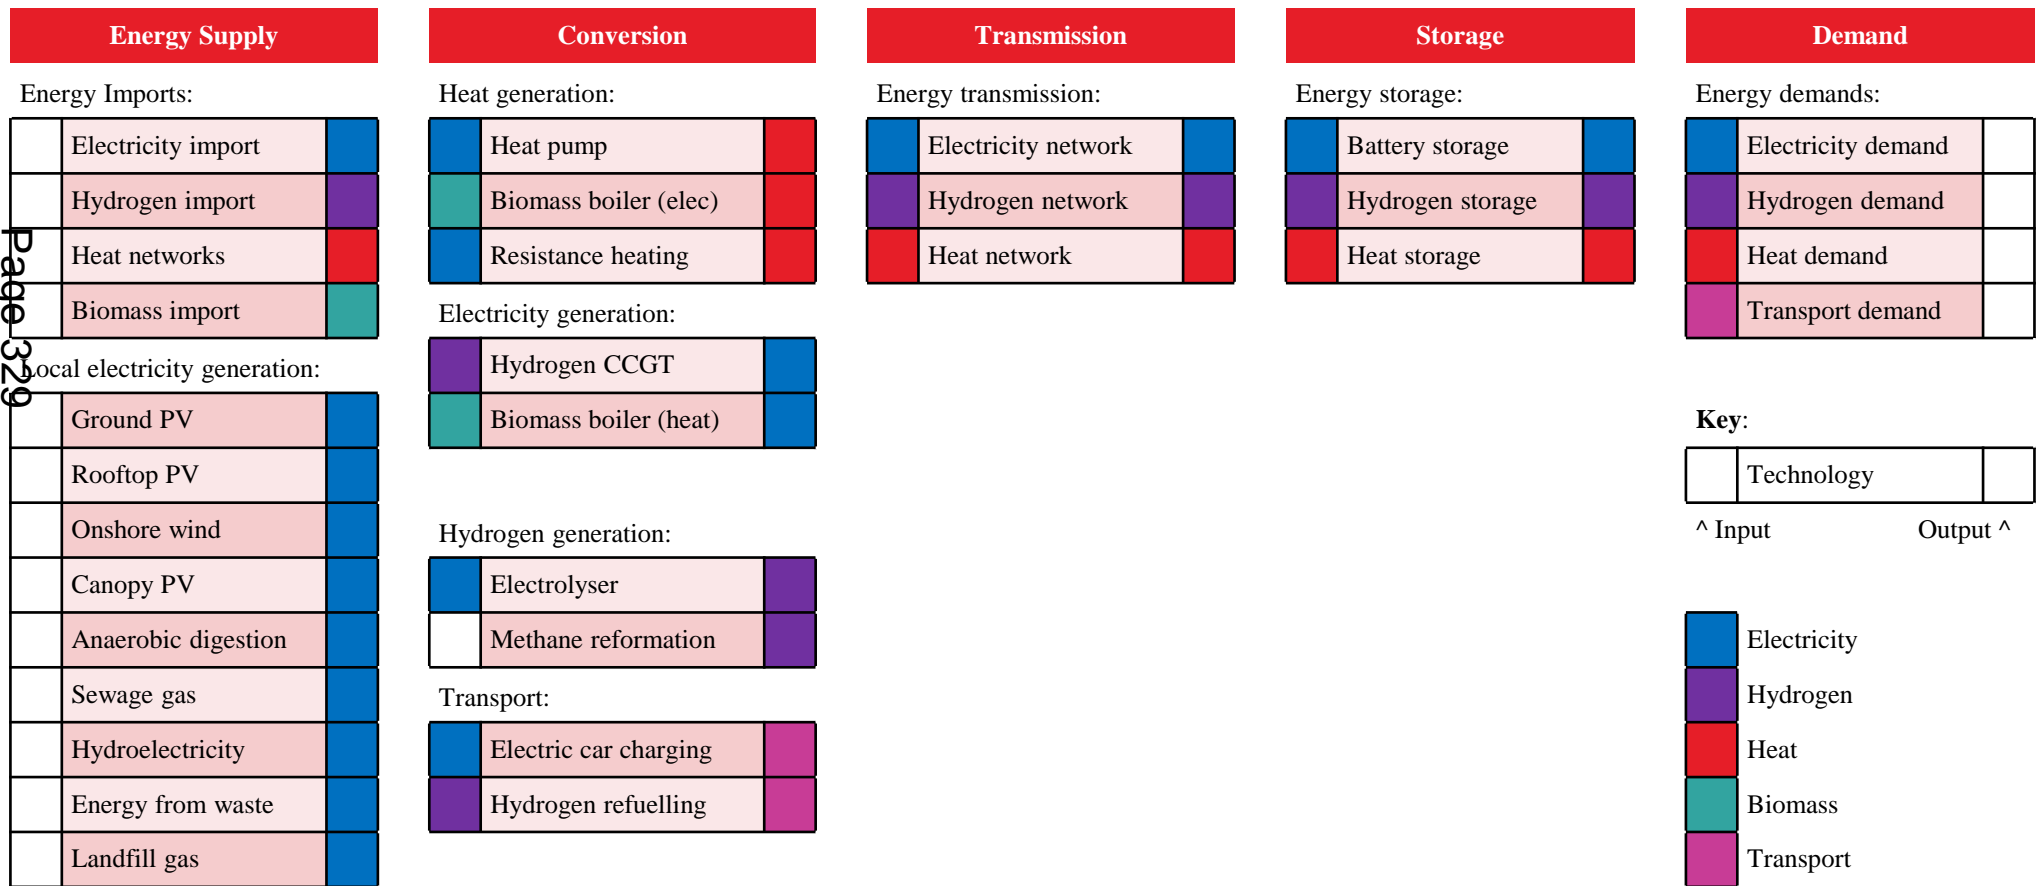 Energy Supply
Energy Imports:
Electricity import
Hydrogen import
Heat networks
Biomass import
Local electricity generation:
Ground PV
Rooftop PV
Onshore wind
Canopy PV
Anaerobic digestion
Sewage gas
Hydroelectricity
Energy from waste
Landfill gas
Page 329
Conversion
Heat generation:
Heat pump
Biomass boiler (elec)
Resistance heating
Electricity generation:
Hydrogen CCGT
Biomass boiler (heat)
Hydrogen generation:
Electrolyser
Methane reformation
Transport:
Electric car charging
Hydrogen refuelling
Transmission
Energy transmission:
Electricity network
Hydrogen network
Heat network
Storage
Energy storage:
Battery storage
Hydrogen storage
Heat storage
Demand
Energy demands:
Electricity demand
Hydrogen demand
Heat demand
Transport demand
Key:
Technology
^ Input Output ^
Electricity
Hydrogen
Heat
Biomass
Transport